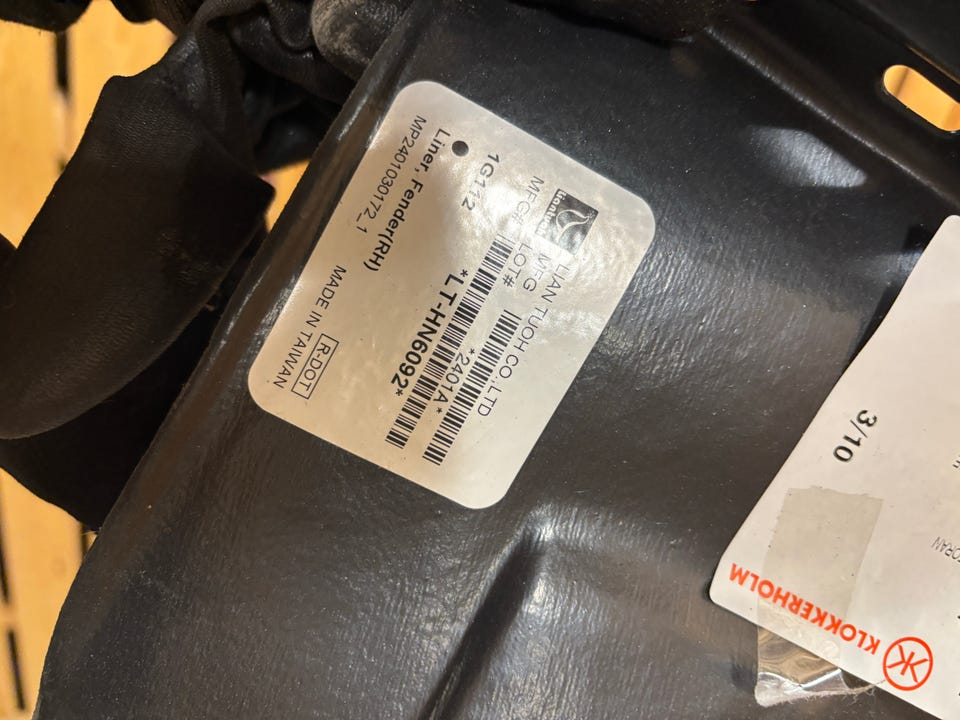 LIAN TUOH CO.,LTD
MFG
LOT#
*2401A*
MFG#
*LT-HN6092*
1G112
Liner, Fender(RH)
MP2401030172_1
MADE IN TAIWAN
R-DOT
3/10
KLOKKERHOLM